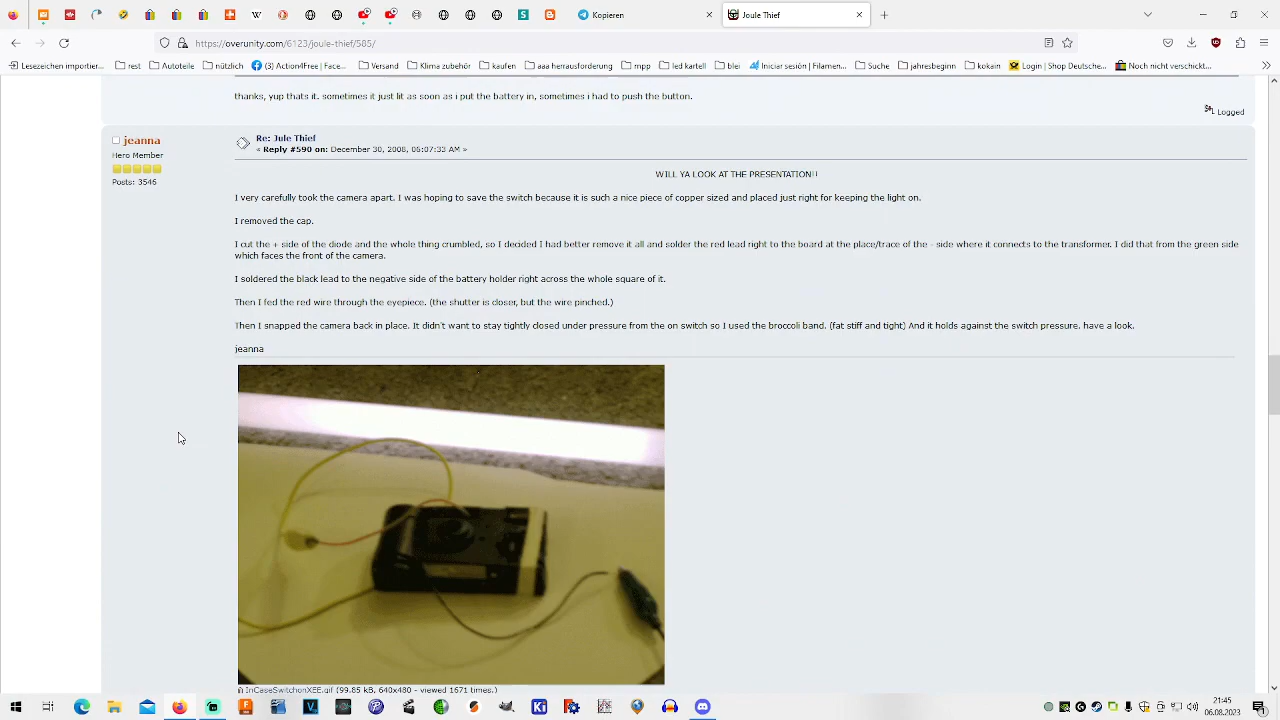 Kopieren
Joule Thief
https://overunity.com/6123/joule-thief/585/
Lesezeichen importier...
rest
Autoteile
nützlich
(3) Action4Free | Face...
Versand
Klima zubehör
kaufen
aaa herrausforderung
mpp
led kartell
blei
Iniciar sesión | Filamen...
Suche
jahresbeginn
kokain
Login | Shop Deutsche...
Noch nicht verschickt...
thanks, yup thats it. sometimes it just lit as soon as i put the battery in, sometimes i had to push the button.
Logged
jeanna
Hero Member
Posts: 3546
Re: Jule Thief
« Reply #590 on: December 30, 2008, 06:07:33 AM »
WILL YA LOOK AT THE PRESENTATION!!
I very carefully took the camera apart. I was hoping to save the switch because it is such a nice piece of copper sized and placed just right for keeping the light on.
I removed the cap.
I cut the + side of the diode and the whole thing crumbled, so I decided I had better remove it all and solder the red lead right to the board at the place/trace of the - side where it connects to the transformer. I did that from the green side
which faces the front of the camera.
I soldered the black lead to the negative side of the battery holder right across the whole square of it.
Then I fed the red wire through the eyepiece. (the shutter is closer, but the wire pinched.)
Then I snapped the camera back in place. It didn't want to stay tightly closed under pressure from the on switch so I used the broccoli band. (fat stiff and tight) And it holds against the switch pressure. have a look.
jeanna
InCaseSwitchonXEE.gif (99.85 kB, 640x480 - viewed 1671 times.)
21:45
06.09.2023